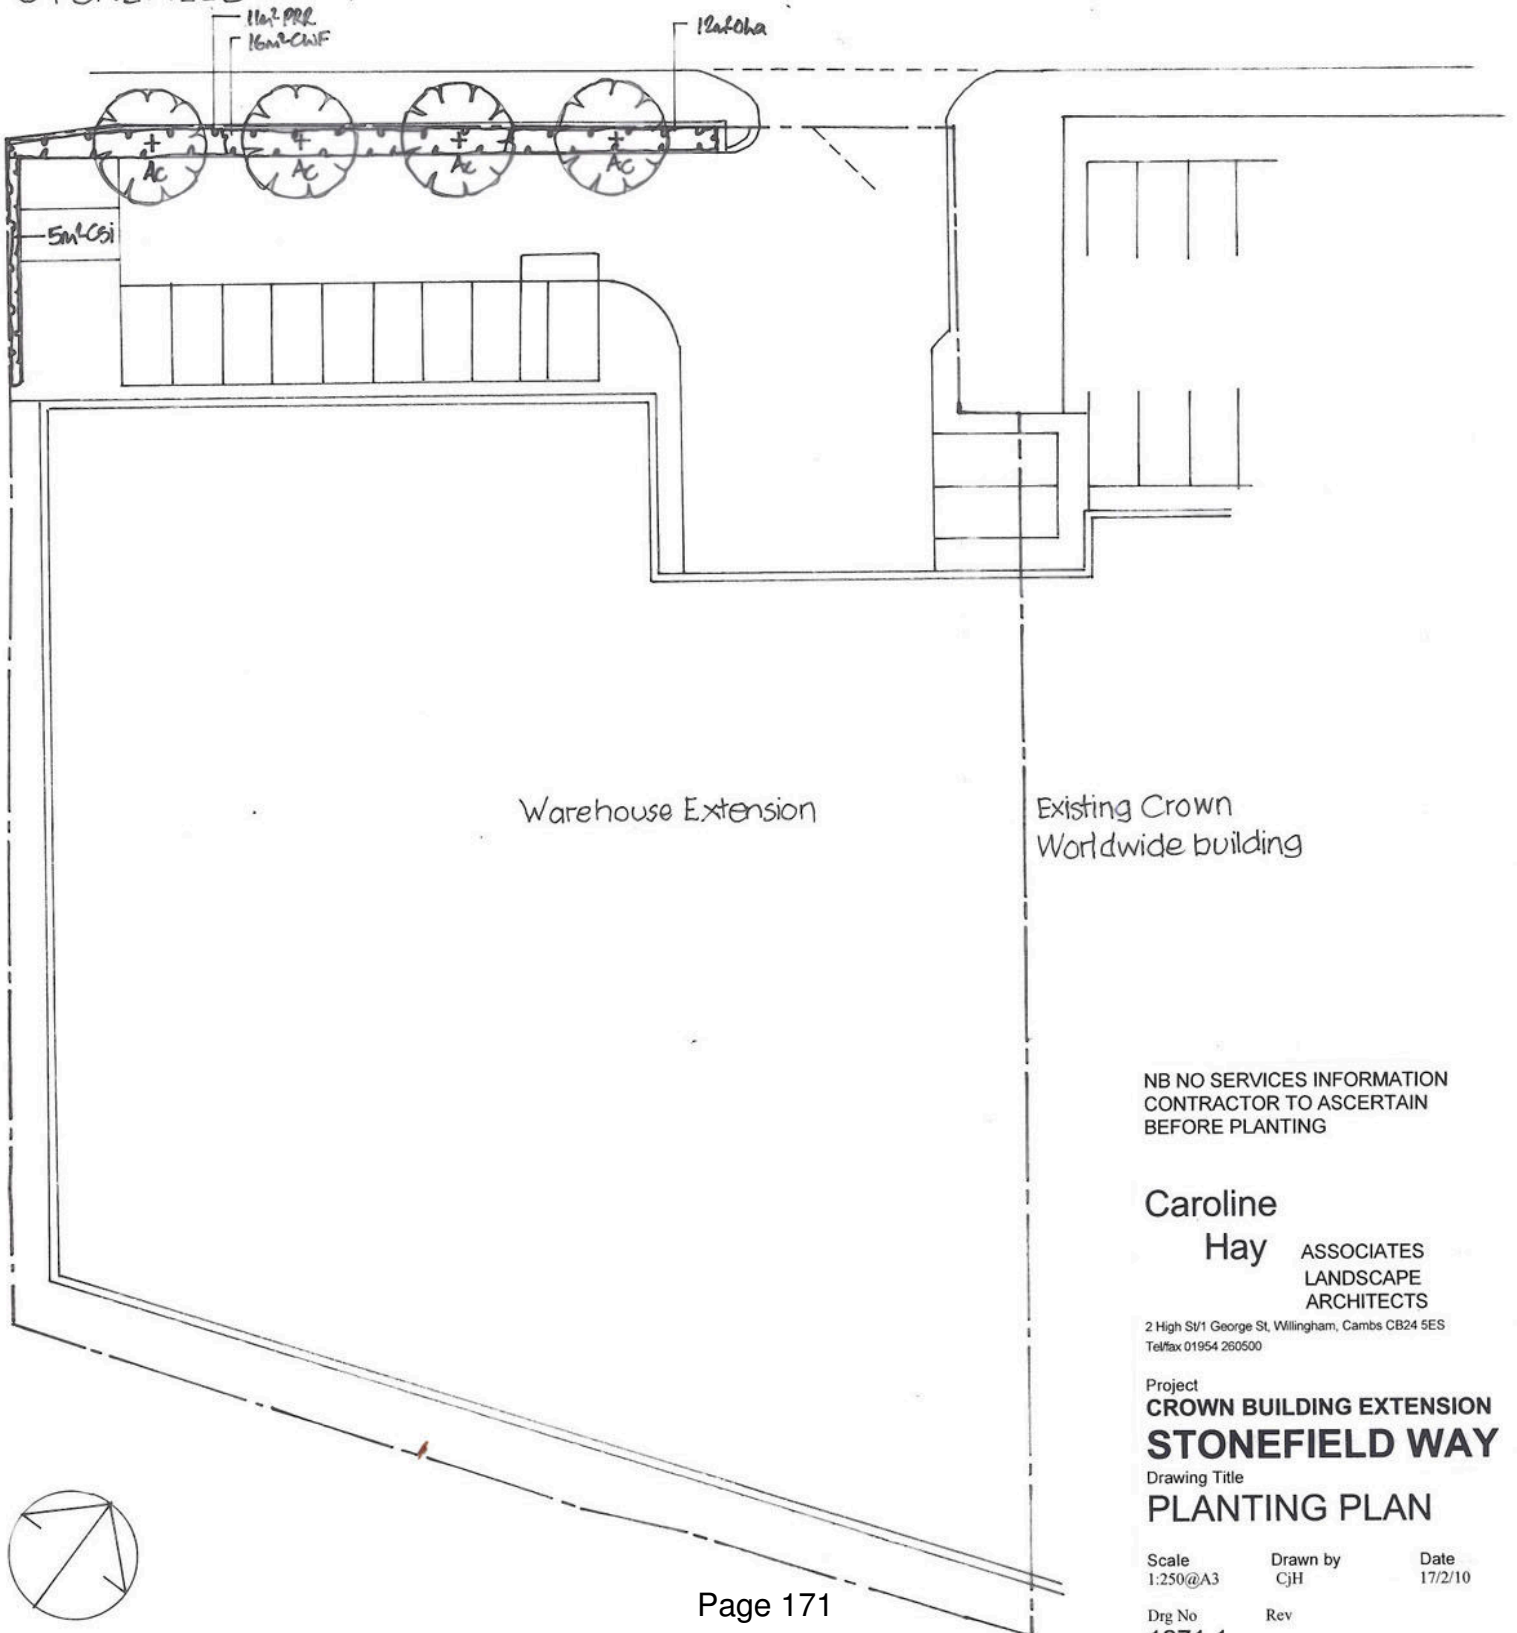 11m² PRR
16m² CWF
12m² Oha
Ac
Ac
Ac
Ac
5m² CSi
Warehouse Extension
Existing Crown
Worldwide building
NB NO SERVICES INFORMATION
CONTRACTOR TO ASCERTAIN
BEFORE PLANTING
Caroline
Hay ASSOCIATES
LANDSCAPE
ARCHITECTS
2 High St/1 George St, Willingham, Cambs CB24 5ES
Tel/fax 01954 260500
Project
CROWN BUILDING EXTENSION
STONEFIELD WAY
Drawing Title
PLANTING PLAN
Scale Drawn by Date
1:250@A3 CjH 17/2/10
Drg No Rev
Page 171